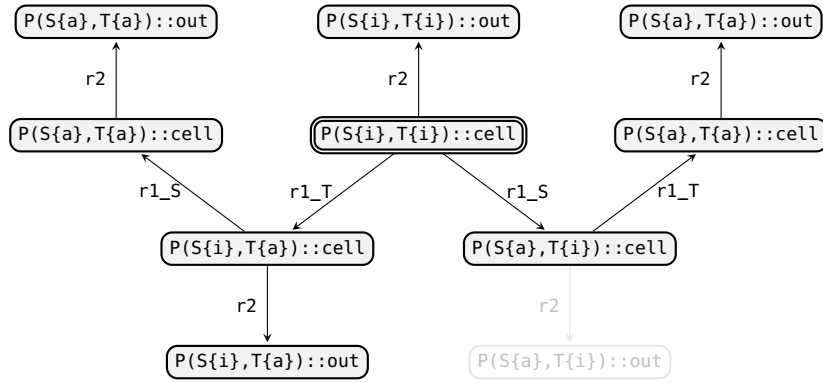 P(S{a},T{a})::out
P(S{i},T{i})::out
P(S{a},T{a})::out
r2
r2
r2
P(S{a},T{a})::cell
P(S{i},T{i})::cell
P(S{a},T{a})::cell
r1_S
r1_T
r1_S
r1_T
P(S{i},T{a})::cell
P(S{a},T{i})::cell
r2
r2
P(S{i},T{a})::out
P(S{a},T{i})::out